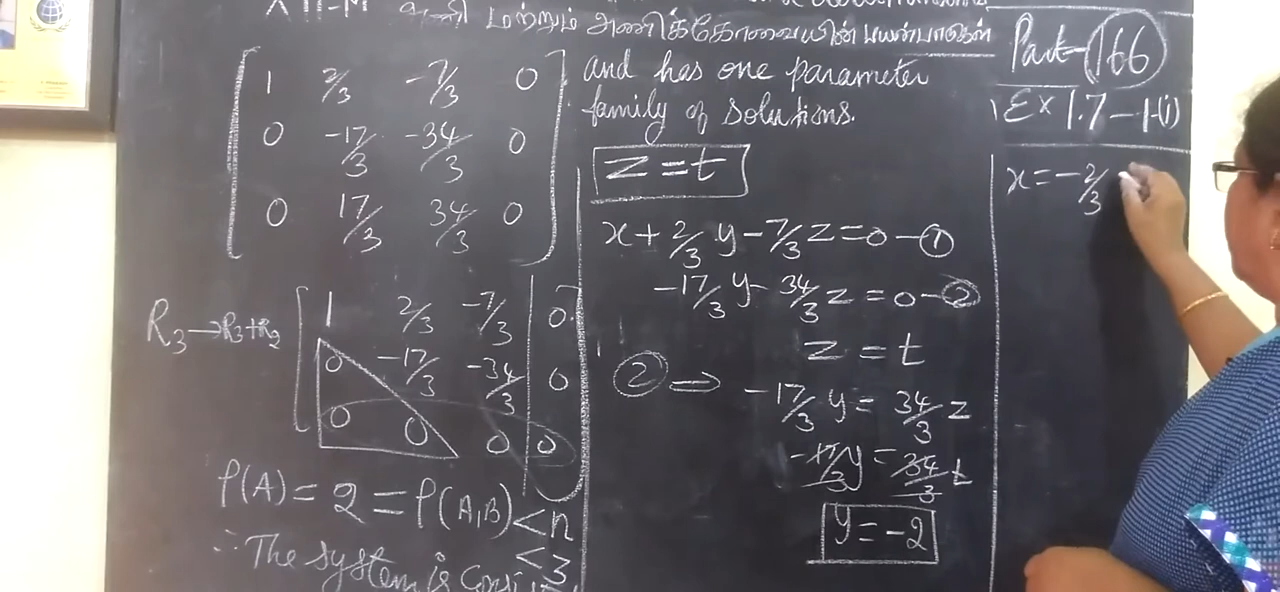 XII-M அணி மற்றும் அணிக்கோவையின் பயன்பாடுகள்
Part-166
Ex 1.7-1-(i)
1 2/3 -7/3 0
0 -17/3 -34/3 0
0 17/3 34/3 0
R₃→R₃+R₂
1 2/3 -7/3 0
0 -17/3 -34/3 0
0 0 0 0
ρ(A)=2=ρ(A,B)<n
<3
∴ The system is
and has one parameter
family of solutions.
z=t
x+2/3 y-7/3 z=0-①
-17/3 y-34/3 z=0-②
z=t
②⇒ -17/3 y=34/3 z
-17/3 y=34/3 t
y=-2
x=-2/3